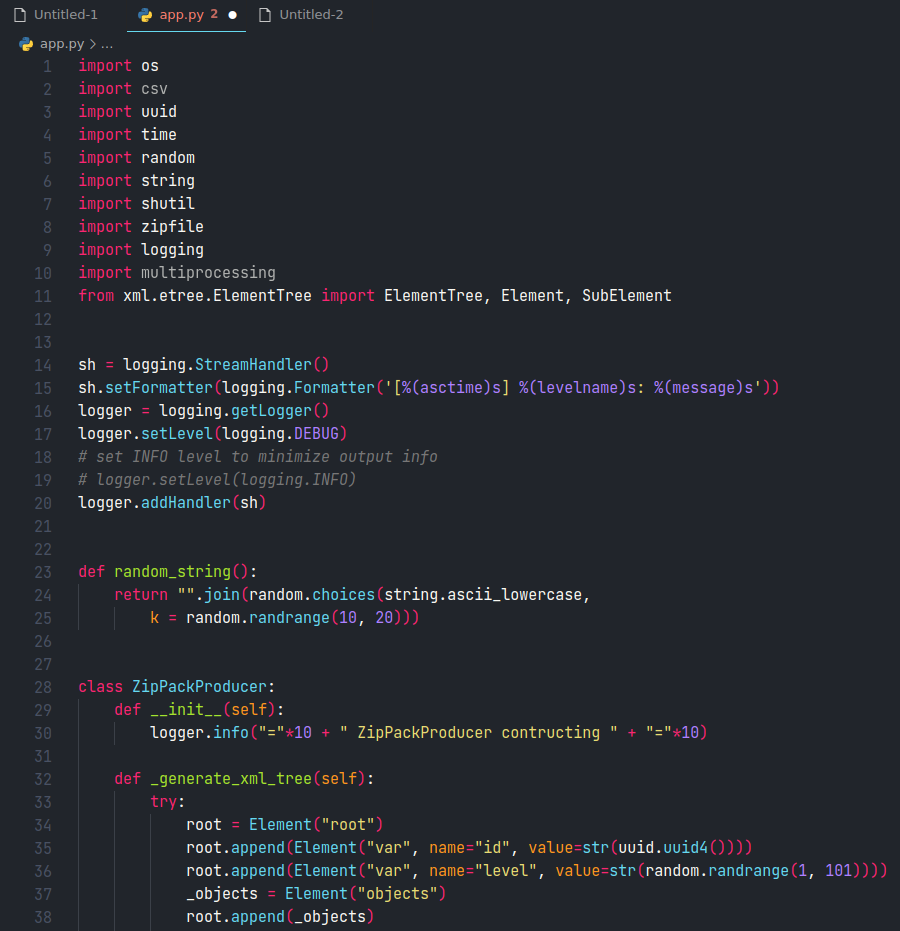 Untitled-1 app.py 2 Untitled-2
app.py > ...
1 import os
2 import csv
3 import uuid
4 import time
5 import random
6 import string
7 import shutil
8 import zipfile
9 import logging
10 import multiprocessing
11 from xml.etree.ElementTree import ElementTree, Element, SubElement
12
13
14 sh = logging.StreamHandler()
15 sh.setFormatter(logging.Formatter('[%(asctime)s] %(levelname)s: %(message)s'))
16 logger = logging.getLogger()
17 logger.setLevel(logging.DEBUG)
18 # set INFO level to minimize output info
19 # logger.setLevel(logging.INFO)
20 logger.addHandler(sh)
21
22
23 def random_string():
24     return "".join(random.choices(string.ascii_lowercase,
25         k = random.randrange(10, 20)))
26
27
28 class ZipPackProducer:
29     def __init__(self):
30         logger.info("="*10 + " ZipPackProducer contructing " + "="*10)
31
32     def _generate_xml_tree(self):
33         try:
34             root = Element("root")
35             root.append(Element("var", name="id", value=str(uuid.uuid4())))
36             root.append(Element("var", name="level", value=str(random.randrange(1, 101))))
37             _objects = Element("objects")
38             root.append(_objects)